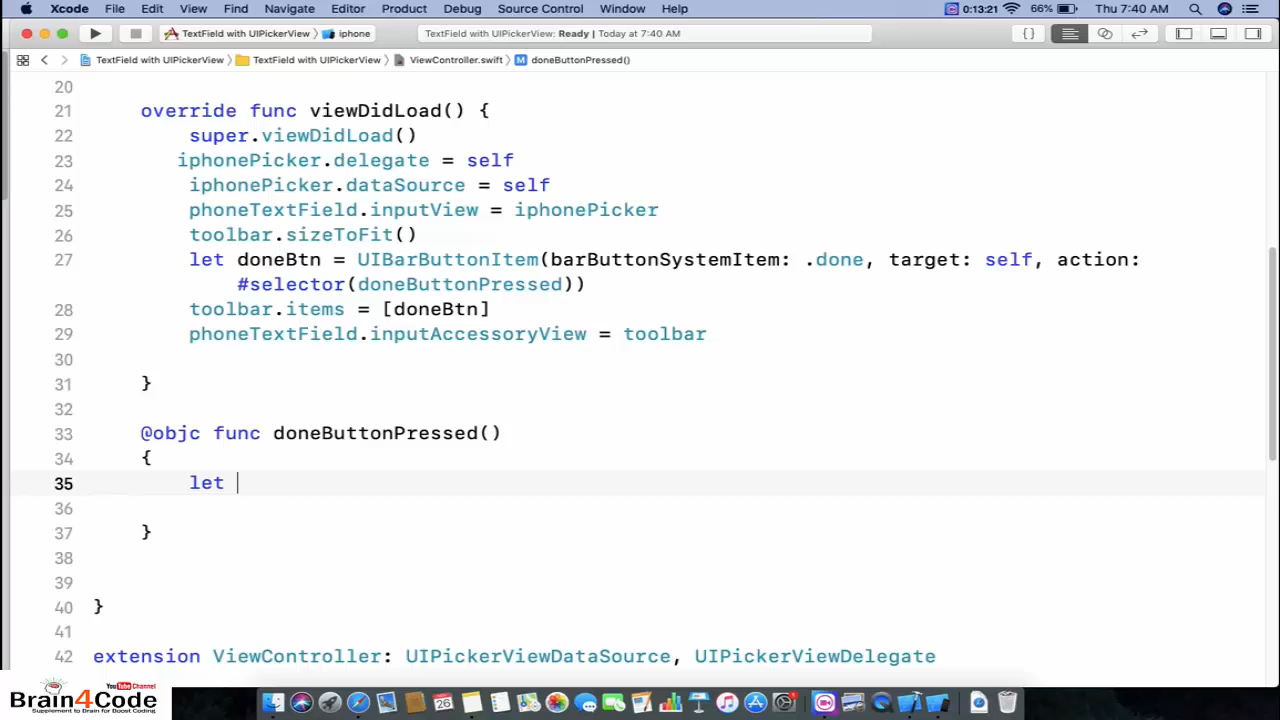 Xcode File Edit View Find Navigate Editor Product Debug Source Control Window Help 0:13:21 66% Thu 7:40 AM
TextField with UIPickerView iphone TextField with UIPickerView: Ready | Today at 7:40 AM {}
TextField with UIPickerView TextField with UIPickerView ViewController.swift M doneButtonPressed()
20
21 override func viewDidLoad() {
22 super.viewDidLoad()
23 iphonePicker.delegate = self
24 iphonePicker.dataSource = self
25 phoneTextField.inputView = iphonePicker
26 toolbar.sizeToFit()
27 let doneBtn = UIBarButtonItem(barButtonSystemItem: .done, target: self, action:
#selector(doneButtonPressed))
28 toolbar.items = [doneBtn]
29 phoneTextField.inputAccessoryView = toolbar
30
31 }
32
33 @objc func doneButtonPressed()
34 {
35 let
36
37 }
38
39
40 }
41
42 extension ViewController: UIPickerViewDataSource, UIPickerViewDelegate
YouTube Channel
Brain4Code
Supplement to Brain for Boost Coding
26